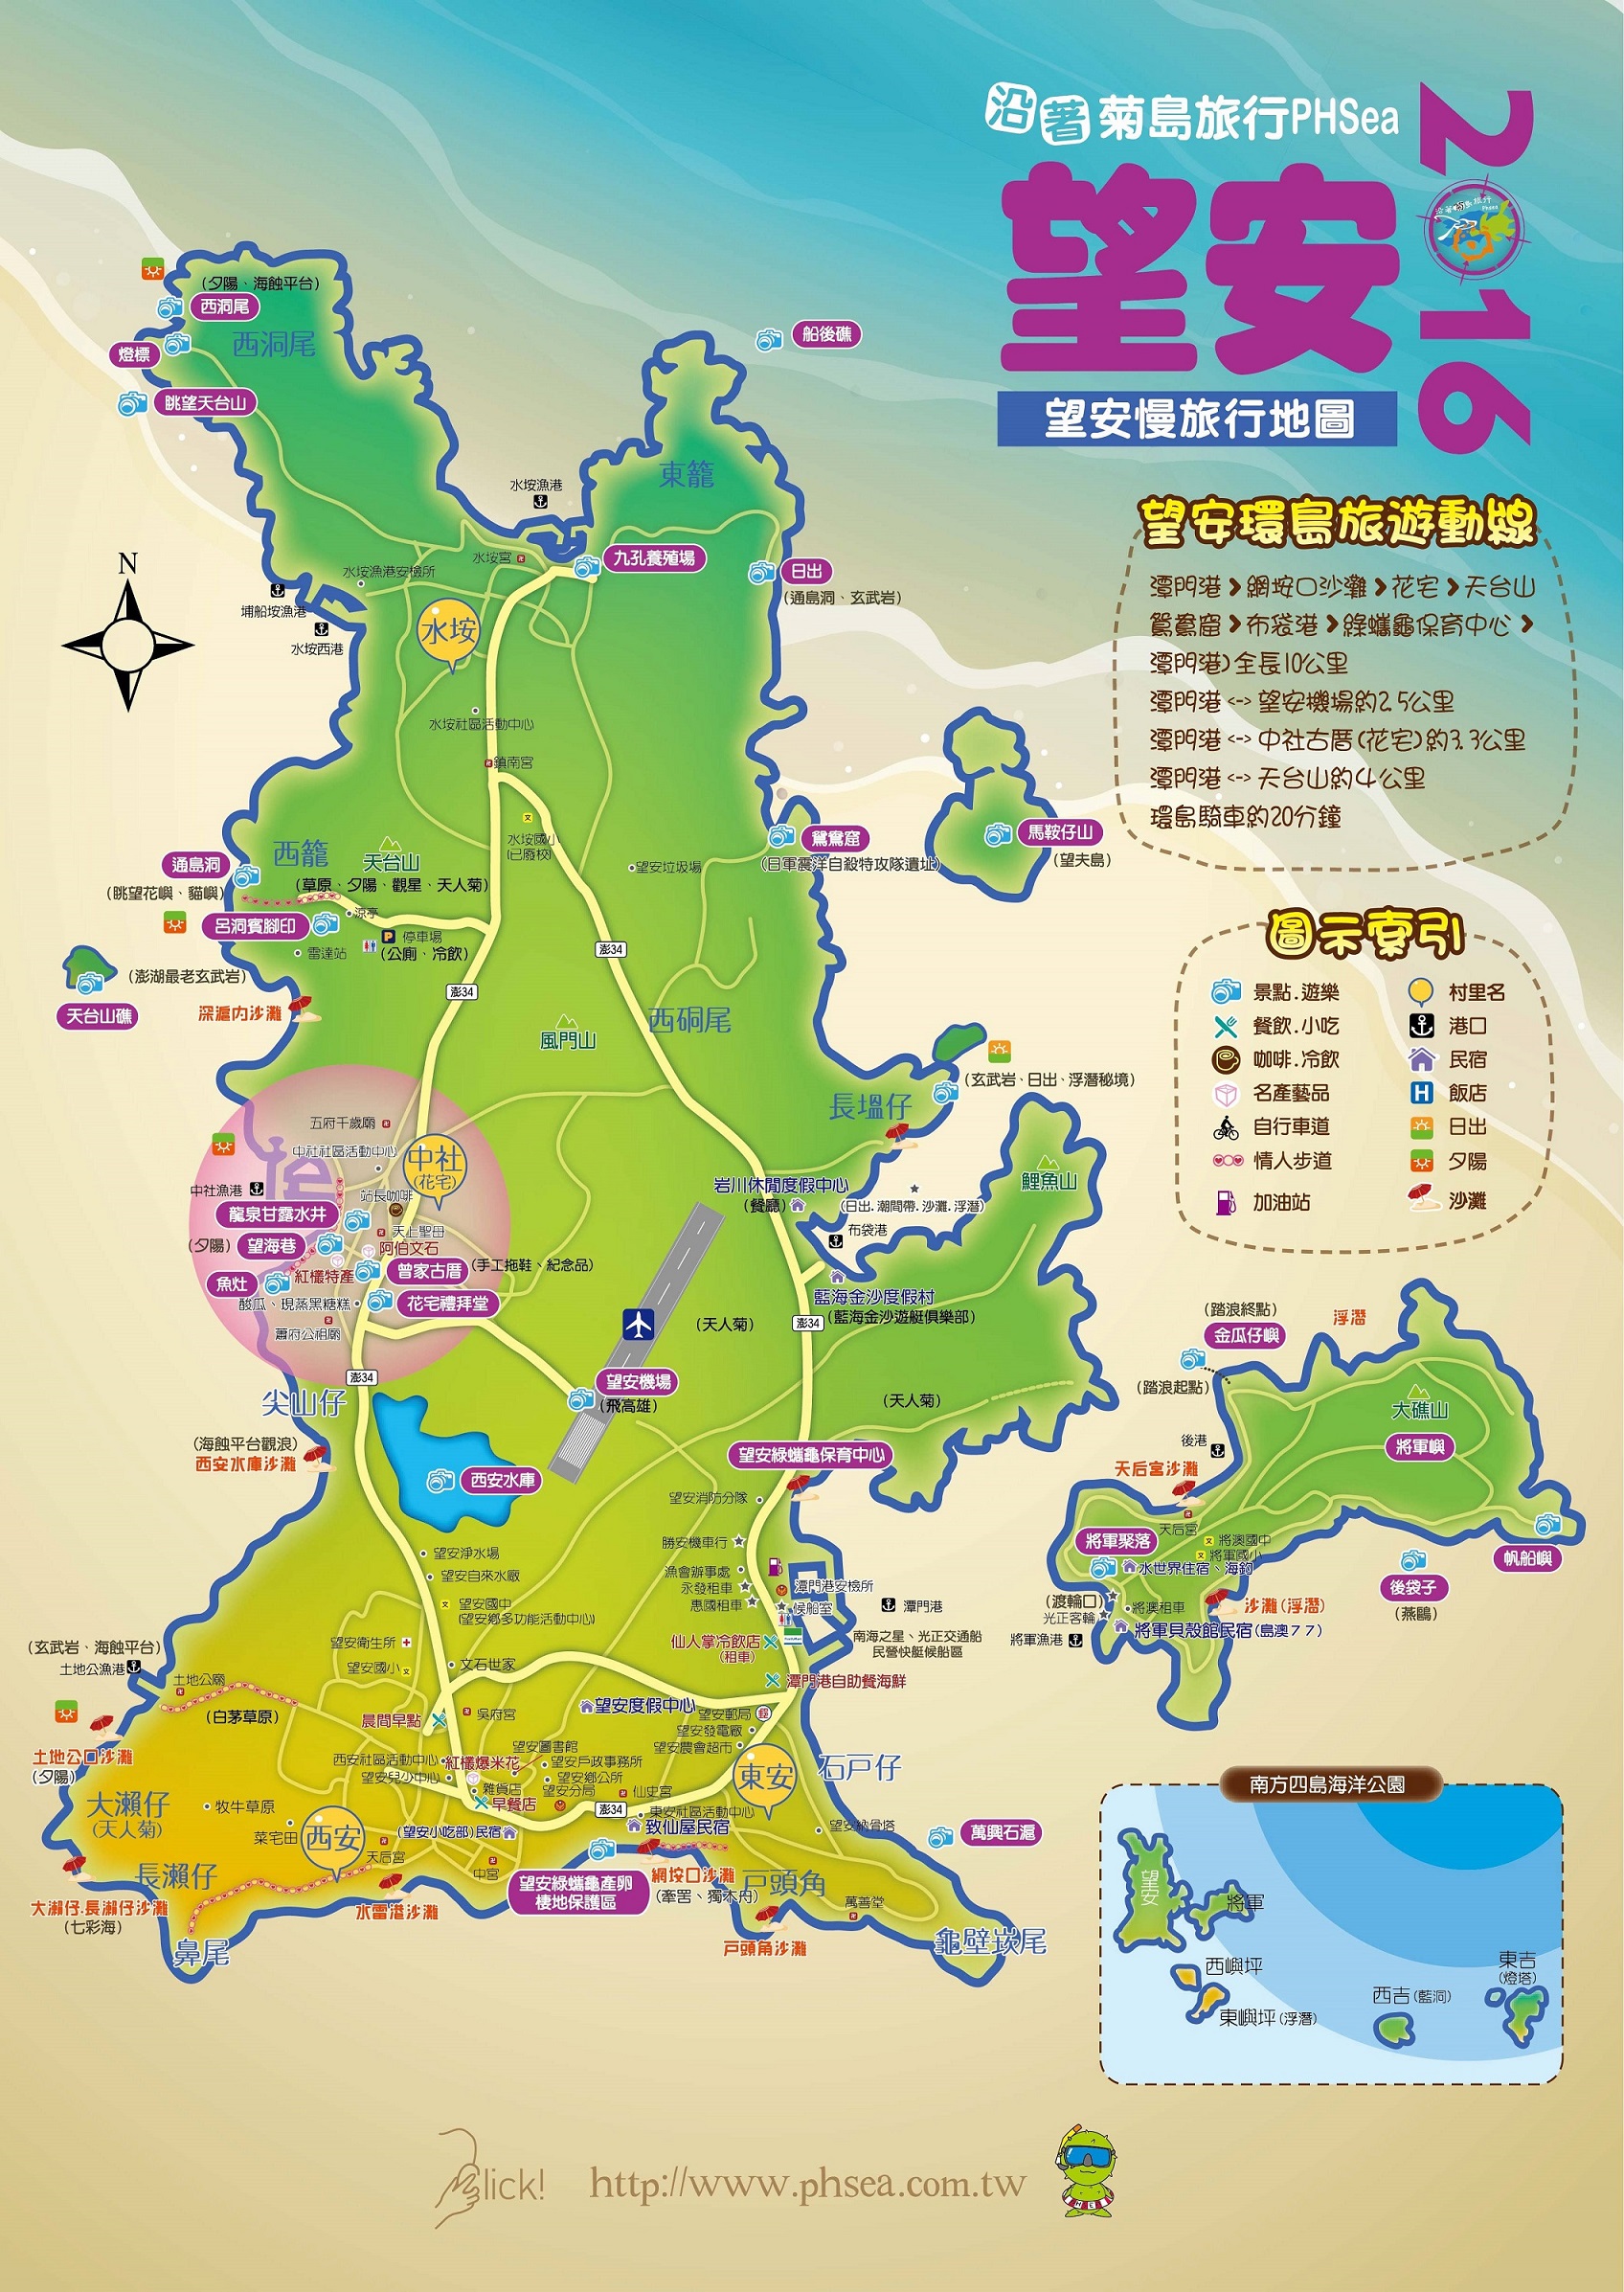 沿著菊島旅行PHSea
2016
望安
望安慢旅行地圖
望安環島旅遊動線
潭門港 > 網垵口沙灘 > 花宅 > 天台山
鴛鴦窟 > 布袋港 > 綠蠵龜保育中心 >
潭門港) 全長10公里
潭門港 <-> 望安機場約2.5公里
潭門港 <-> 中社古厝(花宅)約3.3公里
潭門港 <-> 天台山約4公里
環島騎車約20分鐘
圖示索引
景點.遊樂
村里名
餐飲.小吃
港口
咖啡.冷飲
民宿
名產藝品
H 飯店
自行車道
日出
情人步道
夕陽
加油站
沙灘
N
(夕陽、海蝕平台)
西洞尾
西洞尾
燈標
眺望天台山
船後礁
東籠
水垵漁港
水垵宮
九孔養殖場
水垵漁港安檢所
日出
(通島洞、玄武岩)
埔船垵漁港
水垵西港
水垵
水垵社區活動中心
鎮南宮
水垵國小
(已廢校)
望安垃圾場
鴛鴦窟
(日軍震洋自殺特攻隊遺址)
馬鞍仔山
(望夫島)
西籠
天台山
(草原、夕陽、觀星、天人菊)
通島洞
(眺望花嶼、貓嶼)
呂洞賓腳印
涼亭
雷達站
P 停車場
(公廁、冷飲)
澎34
澎34
(澎湖最老玄武岩)
天台山礁
深滬內沙灘
風門山
西硐尾
長塭仔
(玄武岩、日出、浮潛秘境)
鯉魚山
五府千歲廟
中社社區活動中心
中社
(花宅)
中社漁港
站長咖啡
龍泉甘露水井
天上聖母
(夕陽) 望海巷
阿伯文石
魚灶
紅欉特產
曾家古厝
(手工拖鞋、紀念品)
酸瓜、現蒸黑糖糕
花宅禮拜堂
蕭府公祖廟
澎34
尖山仔
岩川休閒度假中心
(餐廳)
(日出.潮間帶.沙灘.浮潛)
布袋港
藍海金沙度假村
(藍海金沙遊艇俱樂部)
(天人菊)
澎34
望安機場
(飛高雄)
(天人菊)
(海蝕平台觀浪)
西安水庫沙灘
西安水庫
望安綠蠵龜保育中心
望安消防分隊
勝安機車行
漁會辦事處
永發租車
惠國租車
潭門港安檢所
候船室
潭門港
仙人掌冷飲店
(租車)
南海之星、光正交通船
民營快艇候船區
潭門港自助餐海鮮
望安淨水場
望安自來水廠
望安國中
(望安鄉多功能活動中心)
望安衛生所
望安國小
文石世家
(玄武岩、海蝕平台)
土地公漁港
土地公廟
(白茅草原)
土地公口沙灘
(夕陽)
晨間早點
吳府宮
望安度假中心
望安郵局
望安發電廠
望安農會超市
望安圖書館
西安社區活動中心
紅欉爆米花
望安戶政事務所
望安兒少中心
望安鄉公所
雜貨店
望安分局
仙史宮
早餐店
澎34
東安社區活動中心
東安
石戸仔
大瀨仔
(天人菊)
牧牛草原
菜宅田
西安
天后宮
(望安小吃部)民宿
致仙屋民宿
望安納骨塔
萬興石滬
長瀨仔
大瀨仔.長瀨仔沙灘
(七彩海)
鼻尾
水雷港沙灘
中宮
望安綠蠵龜產卵
棲地保護區
網垵口沙灘
(牽罟、獨木舟)
戸頭角
萬善堂
戸頭角沙灘
龜壁崁尾
(踏浪終點)
金瓜仔嶼
(踏浪起點)
浮潛
大礁山
將軍嶼
後港
天后宮沙灘
天后宮
將軍聚落
將澳國中
將軍國小
水世界住宿、海釣
(渡輪口)
光正客輪
將澳租車
沙灘(浮潛)
將軍漁港
將軍貝殼館民宿(島澳77)
後袋子
(燕鷗)
帆船嶼
南方四島海洋公園
望安
將軍
西嶼坪
東嶼坪(浮潛)
西吉(藍洞)
東吉
(燈塔)
Click!
http://www.phsea.com.tw